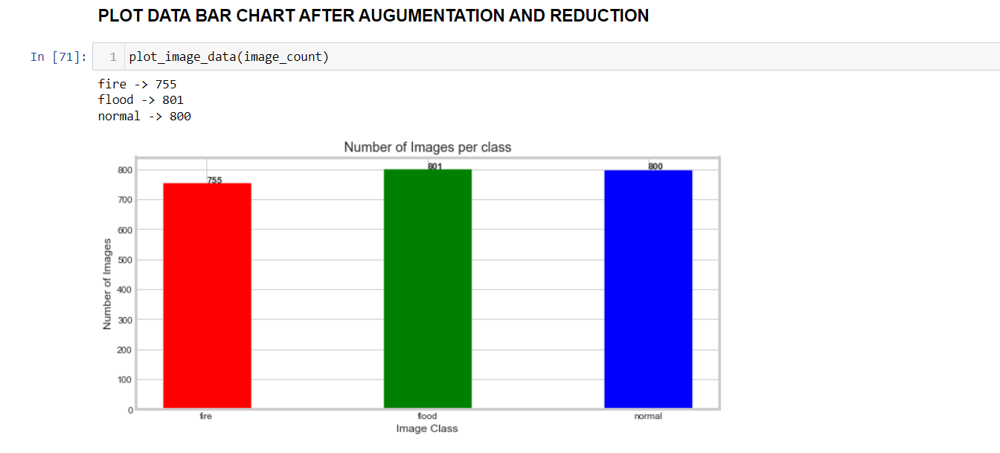 PLOT DATA BAR CHART AFTER AUGUMENTATION AND REDUCTION
In [71]: 1 plot_image_data(image_count)
fire -> 755
flood -> 801
normal -> 800
Number of Images per class
Number of Images
800
700
600
500
400
300
200
100
0
755
801
800
fire
flood
normal
Image Class